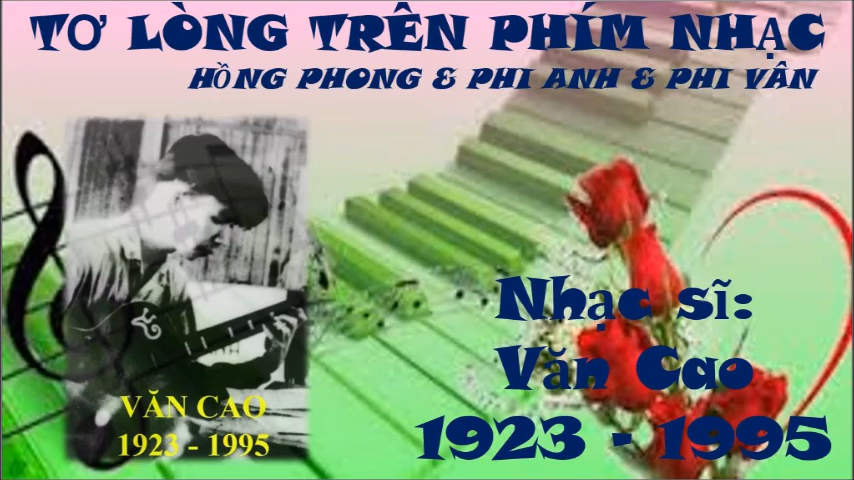 TƠ LÒNG TRÊN PHÍM NHẠC
HỒNG PHONG & PHI ANH & PHI VÂN
VĂN CAO
1923 - 1995
Nhạc sĩ:
Văn Cao
1923 - 1995